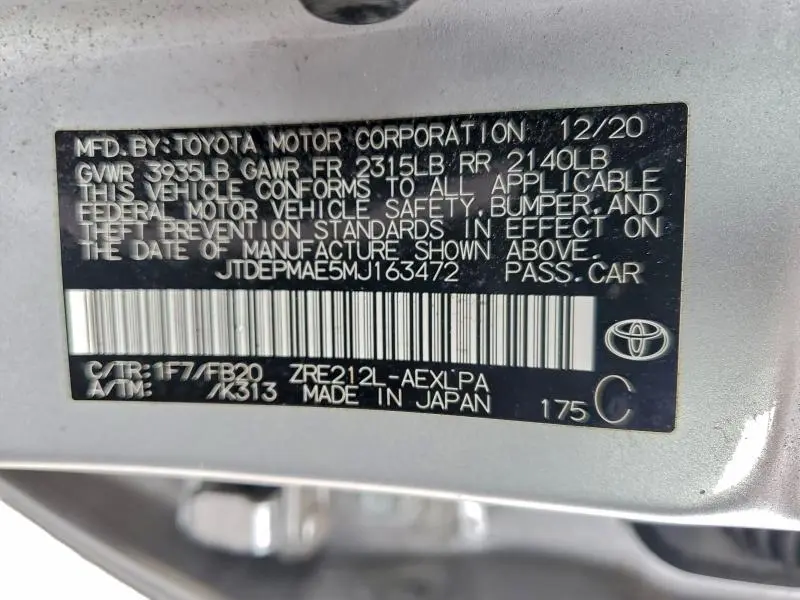 MFD. BY: TOYOTA MOTOR CORPORATION 12/20
GVWR 3935LB GAWR FR 2315LB RR 2140LB
THIS VEHICLE CONFORMS TO ALL APPLICABLE
FEDERAL MOTOR VEHICLE SAFETY, BUMPER, AND
THEFT PREVENTION STANDARDS IN EFFECT ON
THE DATE OF MANUFACTURE SHOWN ABOVE.
JTDEPMAE5MJ163472 PASS. CAR
C/TR: 1F7/FB20 ZRE212L-AEXLPA
A/TM: /K313 MADE IN JAPAN 175 C